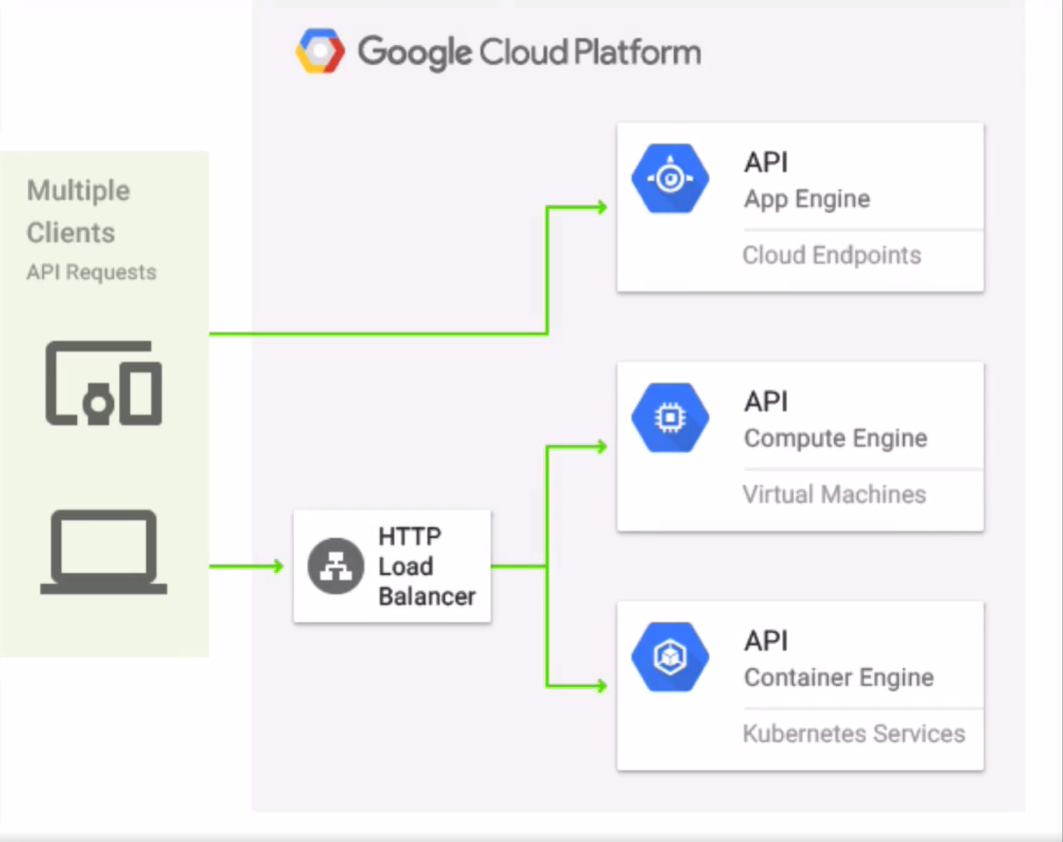 Google Cloud Platform
Multiple
Clients
API Requests
API
App Engine
Cloud Endpoints
API
Compute Engine
Virtual Machines
HTTP
Load
Balancer
API
Container Engine
Kubernetes Services